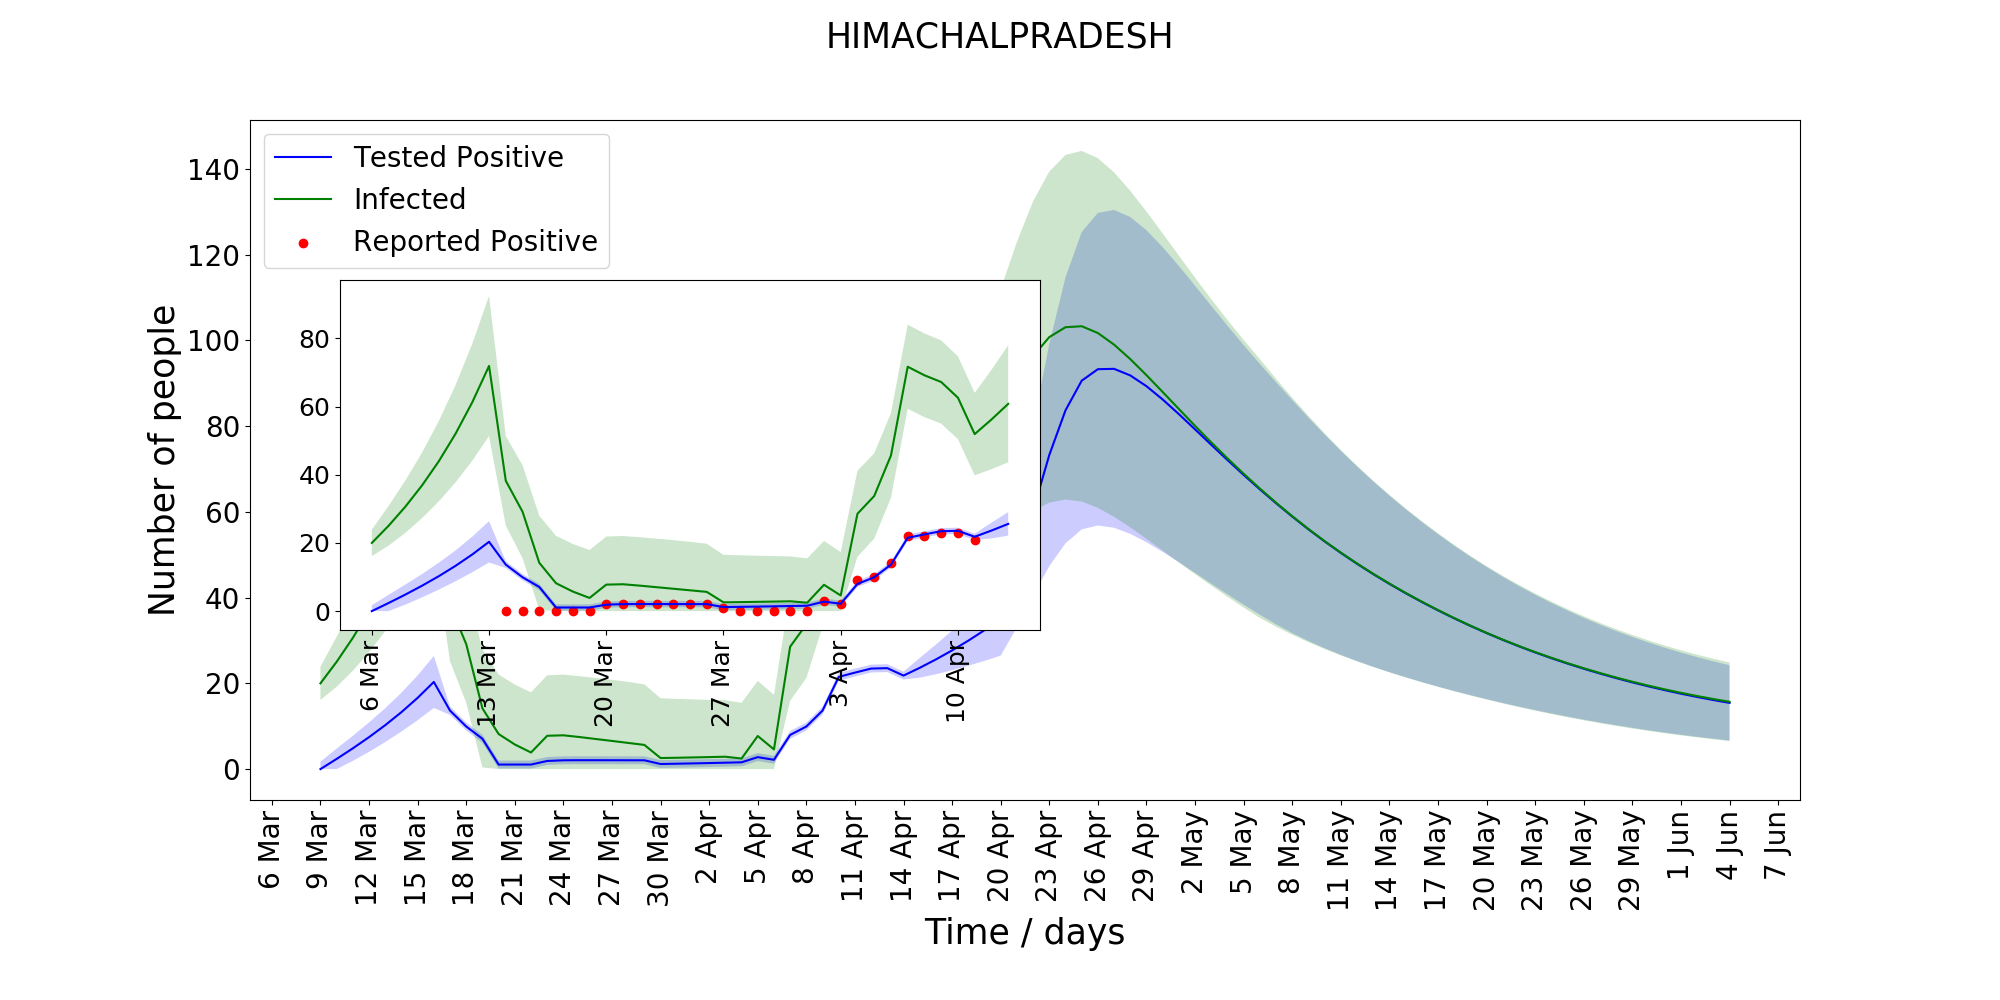 HIMACHALPRADESH
Tested Positive
Infected
Reported Positive
Number of people
140
120
100
80
60
40
20
0
80
60
40
20
0
6 Mar
13 Mar
20 Mar
27 Mar
3 Apr
10 Apr
6 Mar
9 Mar
12 Mar
15 Mar
18 Mar
21 Mar
24 Mar
27 Mar
30 Mar
2 Apr
5 Apr
8 Apr
11 Apr
14 Apr
17 Apr
20 Apr
23 Apr
26 Apr
29 Apr
2 May
5 May
8 May
11 May
14 May
17 May
20 May
23 May
26 May
29 May
1 Jun
4 Jun
7 Jun
Time / days